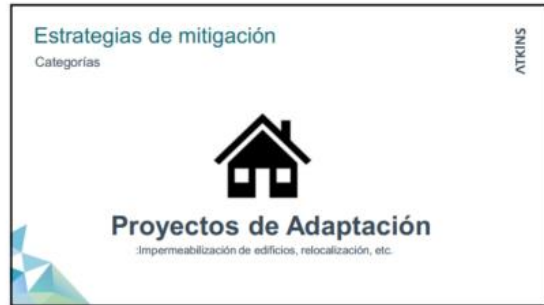 Estrategias de mitigación
Categorías
ATKINS
Proyectos de Adaptación
:Impermeabilización de edificios, relocalización, etc.